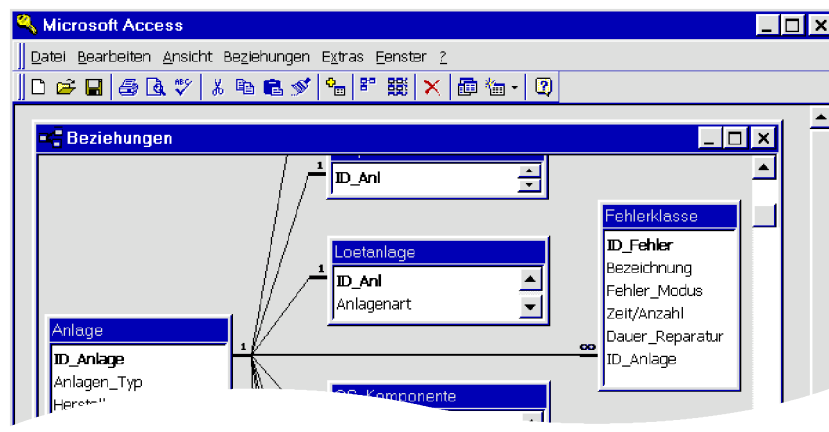 Microsoft Access
Datei Bearbeiten Ansicht Beziehungen Extras Fenster ?
Beziehungen
1
ID_Anl
Loetanlage
1
ID_Anl
Anlagenart
Fehlerklasse
ID_Fehler
Bezeichnung
Fehler_Modus
Zeit/Anzahl
Dauer_Reparatur
ID_Anlage
Anlage
1
∞
ID_Anlage
Anlagen_Typ